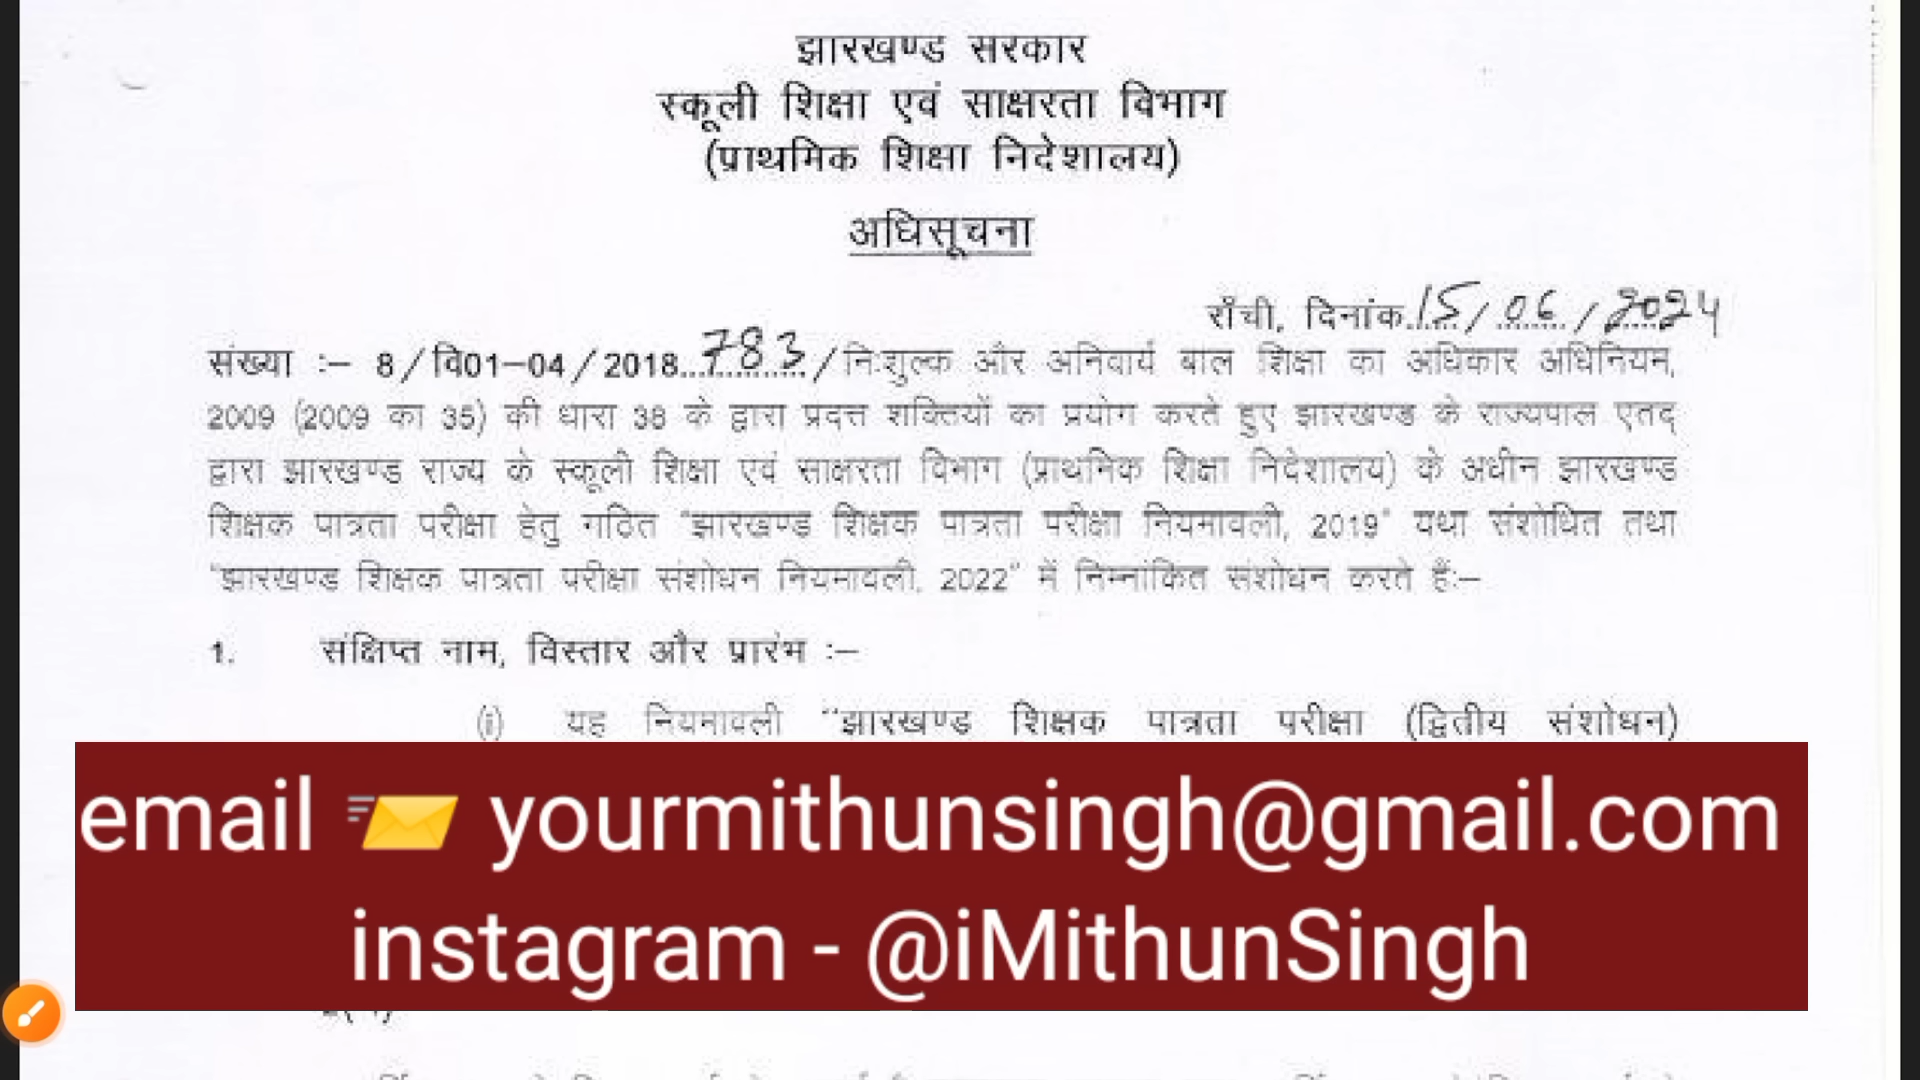 झारखण्ड सरकार
स्कूली शिक्षा एवं साक्षरता विभाग
(प्राथमिक शिक्षा निदेशालय)
अधिसूचना
राँची, दिनांक 15/06/2024
संख्या :– 8/वि01–04/2018 783/निःशुल्क और अनिवार्य बाल शिक्षा का अधिकार अधिनियम,
2009 (2009 का 35) की धारा 38 के द्वारा प्रदत्त शक्तियों का प्रयोग करते हुए झारखण्ड के राज्यपाल एतद्
द्वारा झारखण्ड राज्य के स्कूली शिक्षा एवं साक्षरता विभाग (प्राथमिक शिक्षा निदेशालय) के अधीन झारखण्ड
शिक्षक पात्रता परीक्षा हेतु गठित "झारखण्ड शिक्षक पात्रता परीक्षा नियमावली, 2019" यथा संशोधित तथा
"झारखण्ड शिक्षक पात्रता परीक्षा संशोधन नियमावली, 2022" में निम्नांकित संशोधन करते हैं:–
1. संक्षिप्त नाम, विस्तार और प्रारंभ :–
(i) यह नियमावली "झारखण्ड शिक्षक पात्रता परीक्षा (द्वितीय संशोधन)
email 📨 yourmithunsingh@gmail.com
instagram - @iMithunSingh